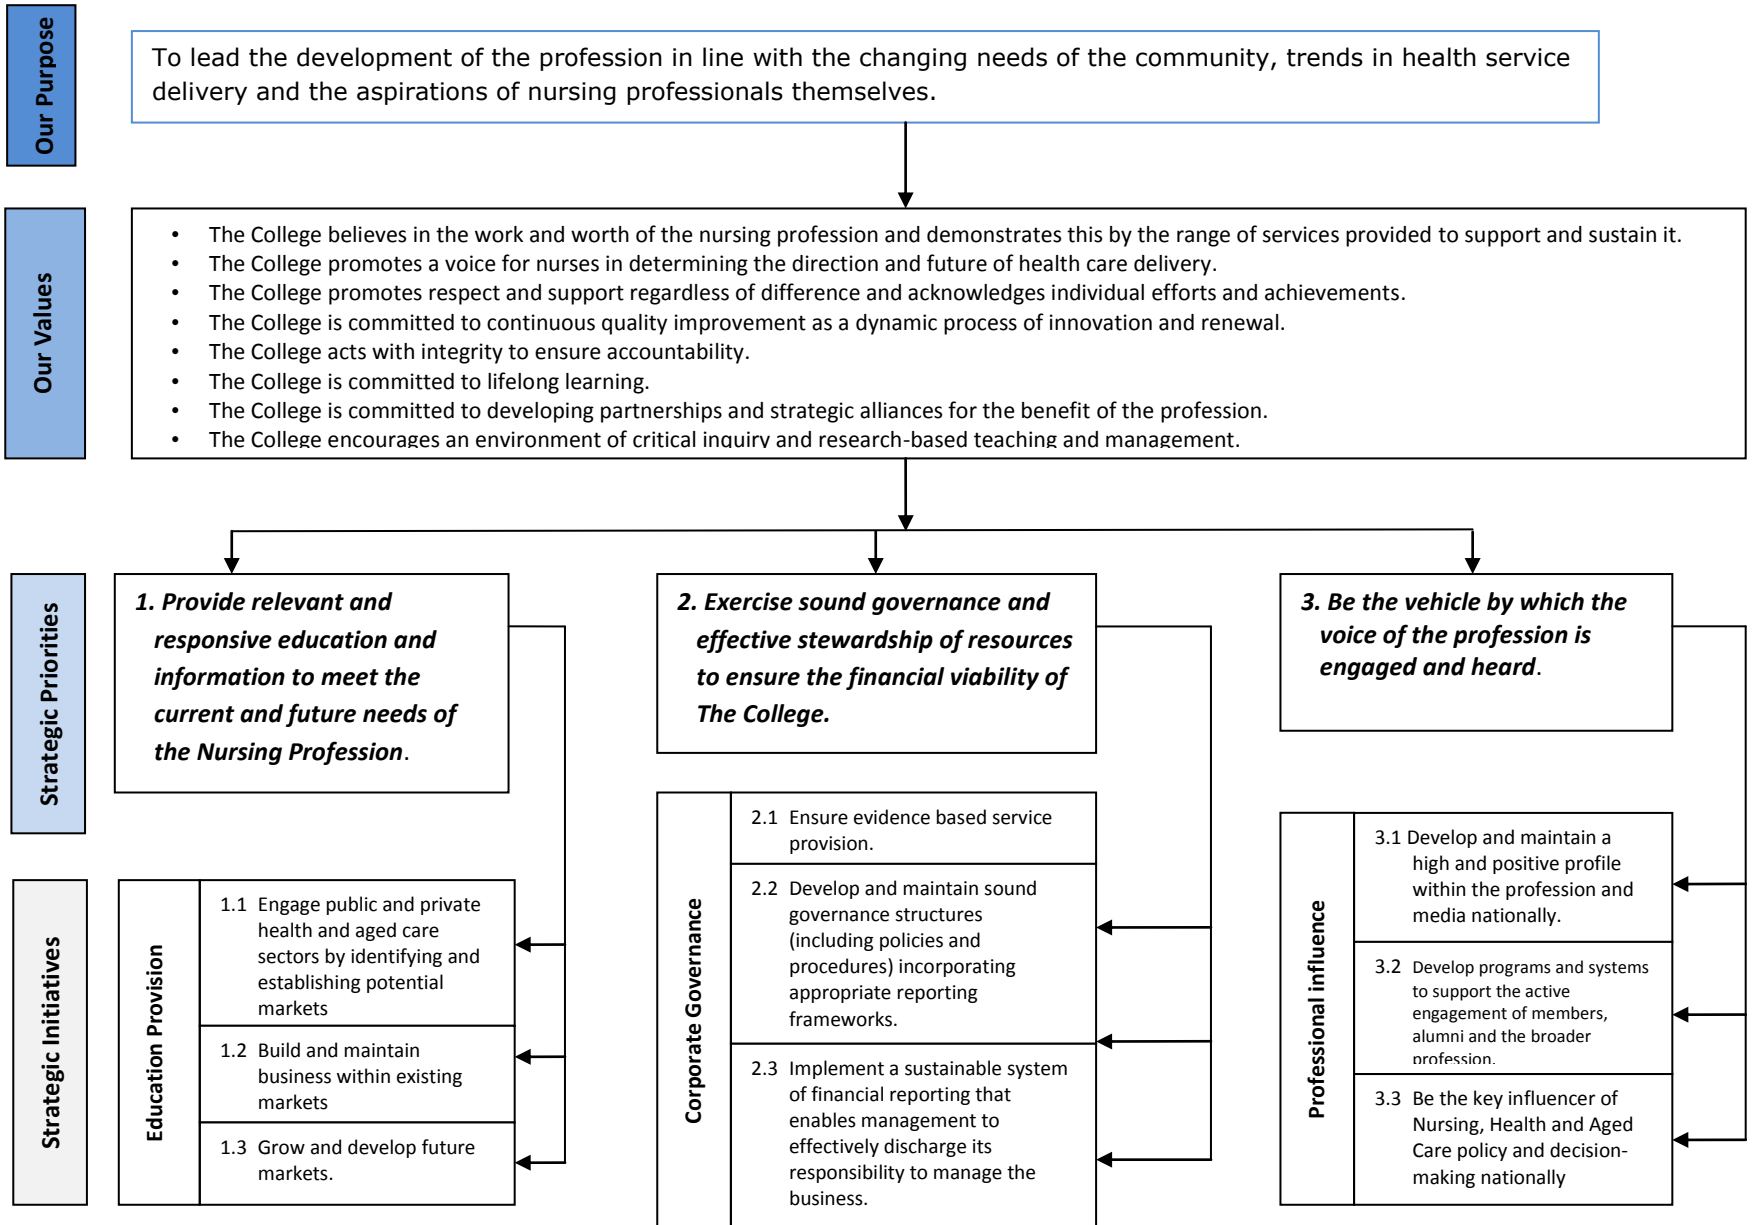 Our Purpose
To lead the development of the profession in line with the changing needs of the community, trends in health service
delivery and the aspirations of nursing professionals themselves.
Our Values
• The College believes in the work and worth of the nursing profession and demonstrates this by the range of services provided to support and sustain it.
• The College promotes a voice for nurses in determining the direction and future of health care delivery.
• The College promotes respect and support regardless of difference and acknowledges individual efforts and achievements.
• The College is committed to continuous quality improvement as a dynamic process of innovation and renewal.
• The College acts with integrity to ensure accountability.
• The College is committed to lifelong learning.
• The College is committed to developing partnerships and strategic alliances for the benefit of the profession.
• The College encourages an environment of critical inquiry and research-based teaching and management.
Strategic Priorities
1. Provide relevant and
responsive education and
information to meet the
current and future needs of
the Nursing Profession.
2. Exercise sound governance and
effective stewardship of resources
to ensure the financial viability of
The College.
3. Be the vehicle by which the
voice of the profession is
engaged and heard.
Strategic Initiatives
Education Provision
1.1 Engage public and private
health and aged care
sectors by identifying and
establishing potential
markets
1.2 Build and maintain
business within existing
markets
1.3 Grow and develop future
markets.
Corporate Governance
2.1 Ensure evidence based service
provision.
2.2 Develop and maintain sound
governance structures
(including policies and
procedures) incorporating
appropriate reporting
frameworks.
2.3 Implement a sustainable system
of financial reporting that
enables management to
effectively discharge its
responsibility to manage the
business.
Professional influence
3.1 Develop and maintain a
high and positive profile
within the profession and
media nationally.
3.2 Develop programs and systems
to support the active
engagement of members,
alumni and the broader
profession.
3.3 Be the key influencer of
Nursing, Health and Aged
Care policy and decision-
making nationally